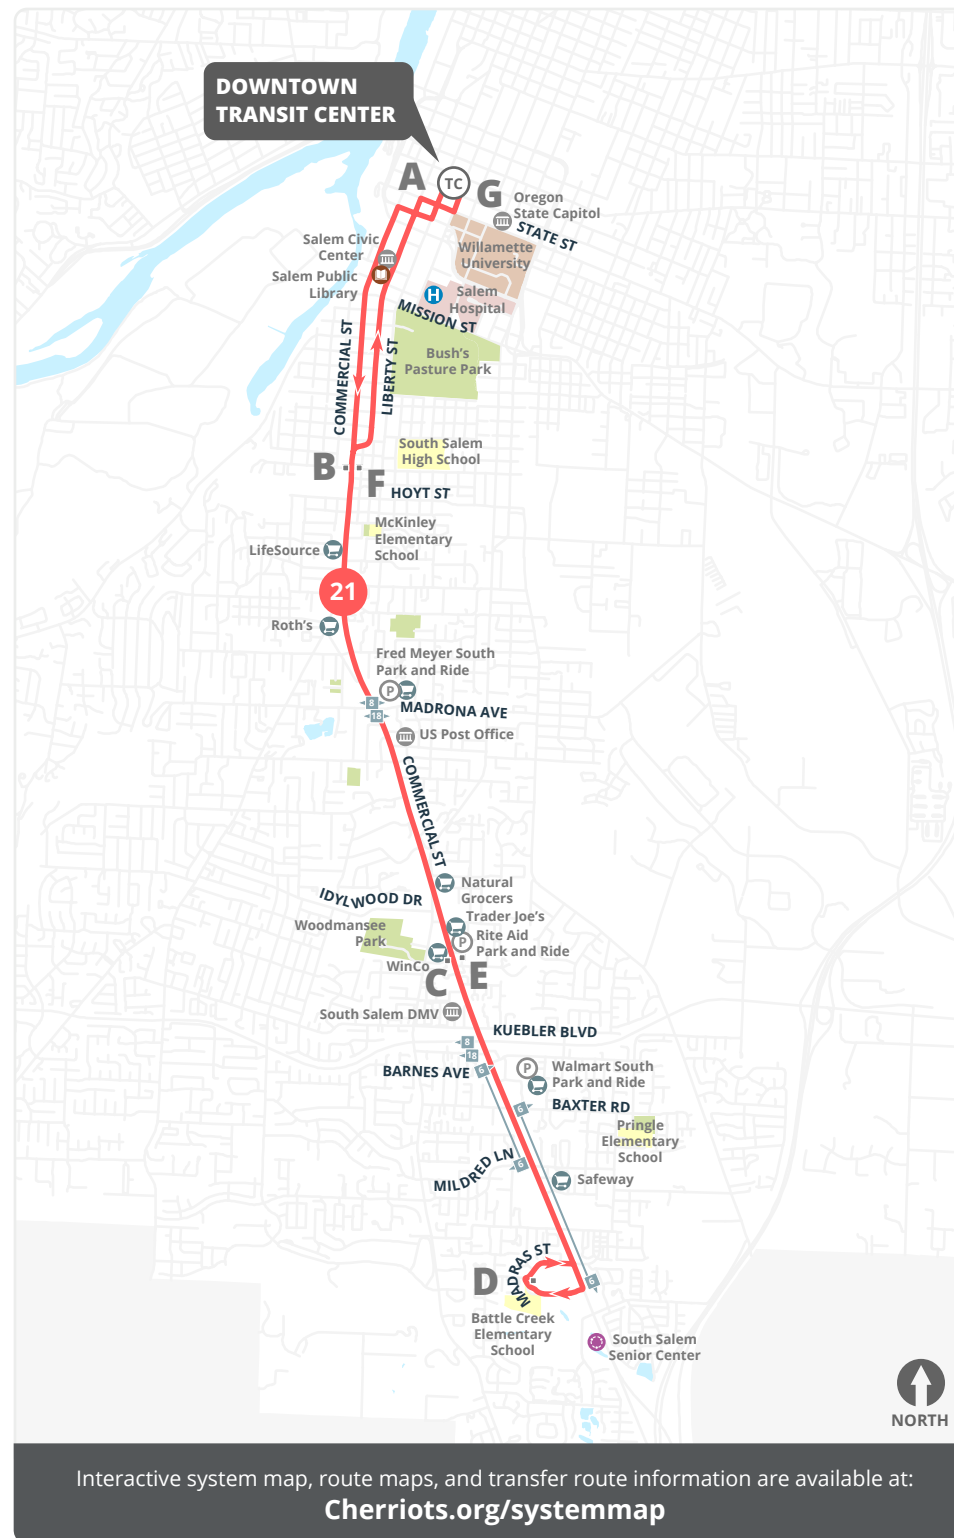 DOWNTOWN
TRANSIT CENTER
A
TC
G
Oregon
State Capitol
STATE ST
Salem Civic
Center
Willamette
University
Salem Public
Library
H
Salem
Hospital
MISSION ST
COMMERCIAL ST
LIBERTY ST
Bush's
Pasture Park
South Salem
High School
B
F
HOYT ST
McKinley
Elementary
School
LifeSource
21
Roth's
Fred Meyer South
Park and Ride
P
8
18
MADRONA AVE
US Post Office
COMMERCIAL ST
Natural
Grocers
IDYLWOOD DR
Trader Joe's
Woodmansee
Park
P
Rite Aid
Park and Ride
WinCo
C
E
South Salem DMV
KUEBLER BLVD
8
18
BARNES AVE
6
P
Walmart South
Park and Ride
6
BAXTER RD
Pringle
Elementary
School
MILDRED LN
6
Safeway
MADRAS ST
D
6
Battle Creek
Elementary
School
South Salem
Senior Center
NORTH
Interactive system map, route maps, and transfer route information are available at:
Cherriots.org/systemmap